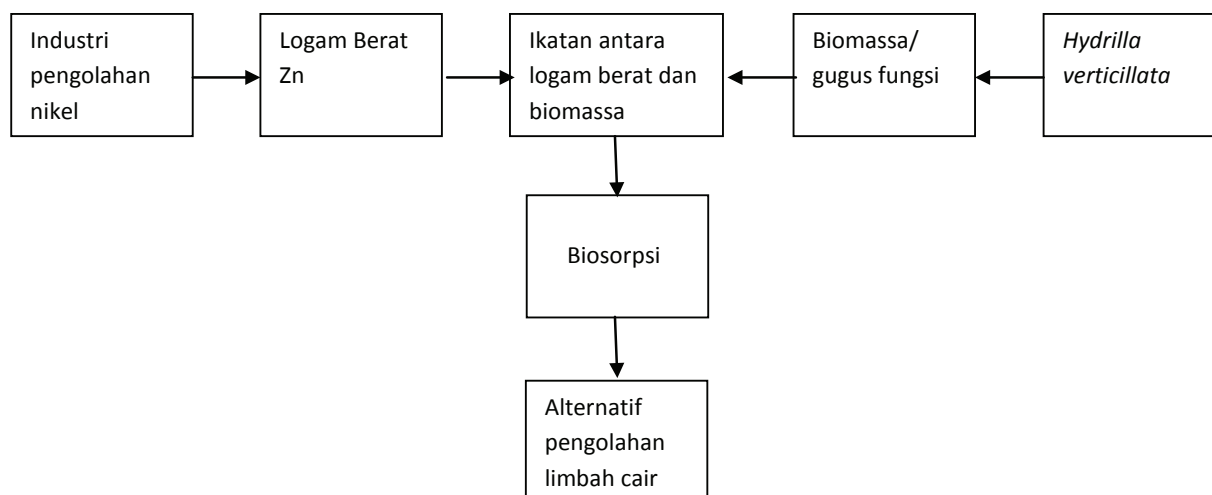 Industri
pengolahan
nikel
Logam Berat
Zn
Ikatan antara
logam berat dan
biomassa
Biomassa/
gugus fungsi
Hydrilla
verticillata
Biosorpsi
Alternatif
pengolahan
limbah cair